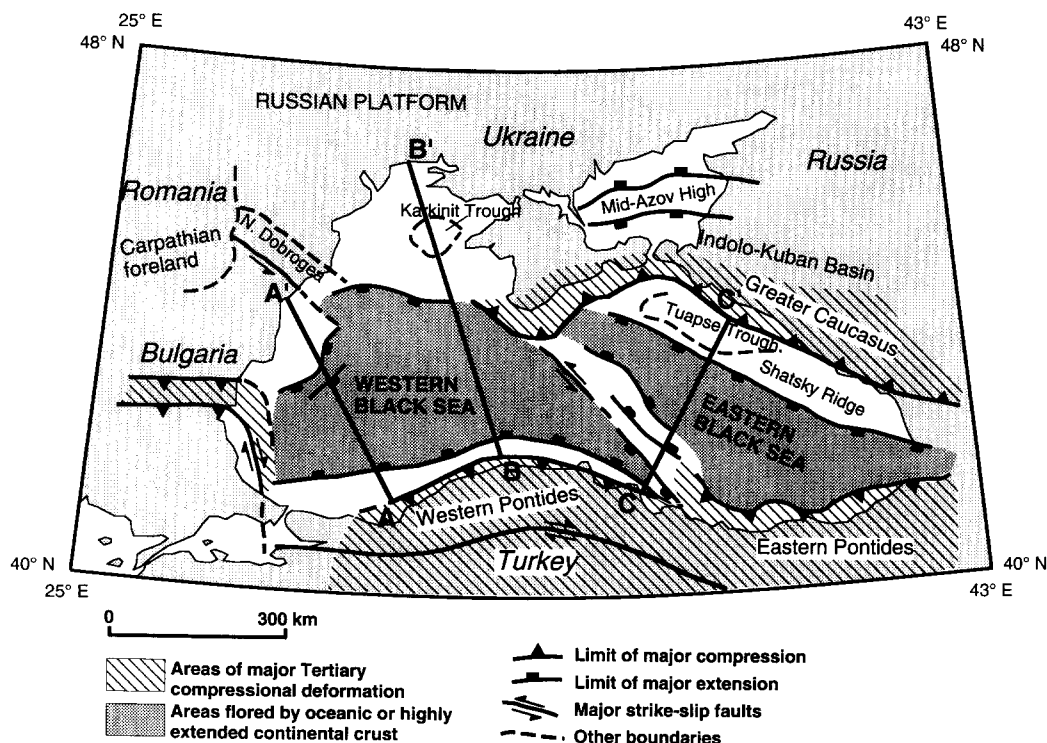 25° E
48° N
43° E
48° N
RUSSIAN PLATFORM
B'
Ukraine
Russia
Romania
Karkinit Trough
Mid-Azov High
N. Dobrogea
Carpathian
foreland
Indolo-Kuban Basin
A'
C'
Greater Caucasus
Tuapse Trough
Bulgaria
Shatsky Ridge
WESTERN
BLACK SEA
EASTERN
BLACK SEA
B
A
C
Western Pontides
Eastern Pontides
Turkey
40° N
25° E
40° N
43° E
0
300 km
Areas of major Tertiary
compressional deformation
Areas flored by oceanic or highly
extended continental crust
Limit of major compression
Limit of major extension
Major strike-slip faults
Other boundaries